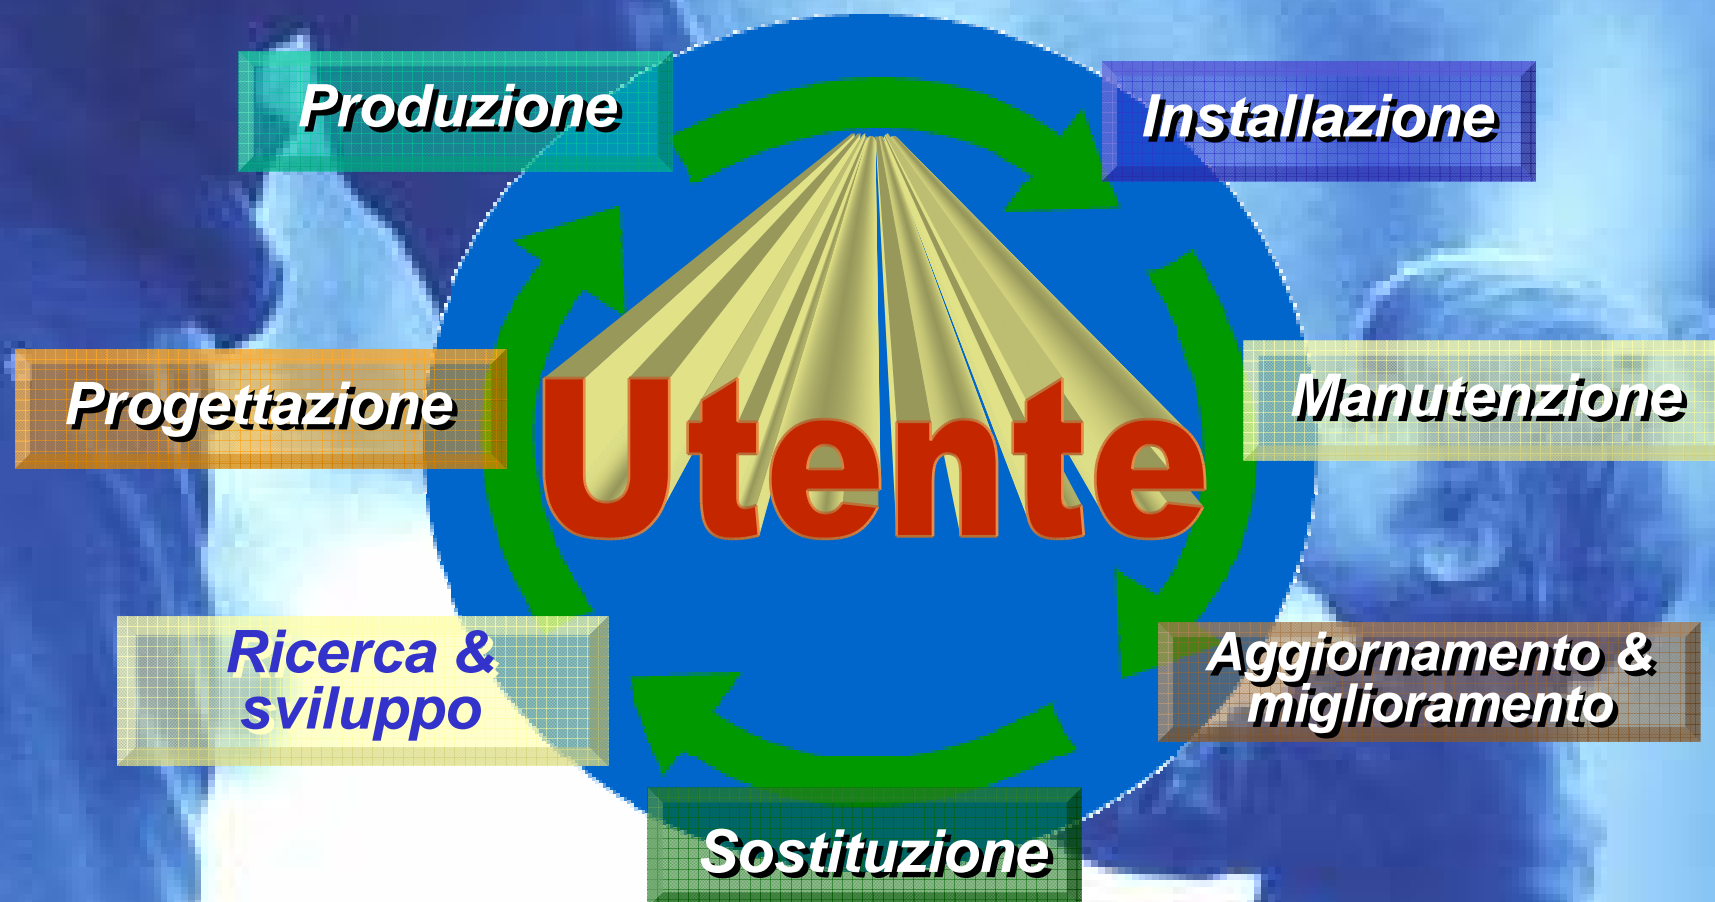 Produzione
Installazione
Progettazione
Utente
Manutenzione
Ricerca &
sviluppo
Aggiornamento &
miglioramento
Sostituzione